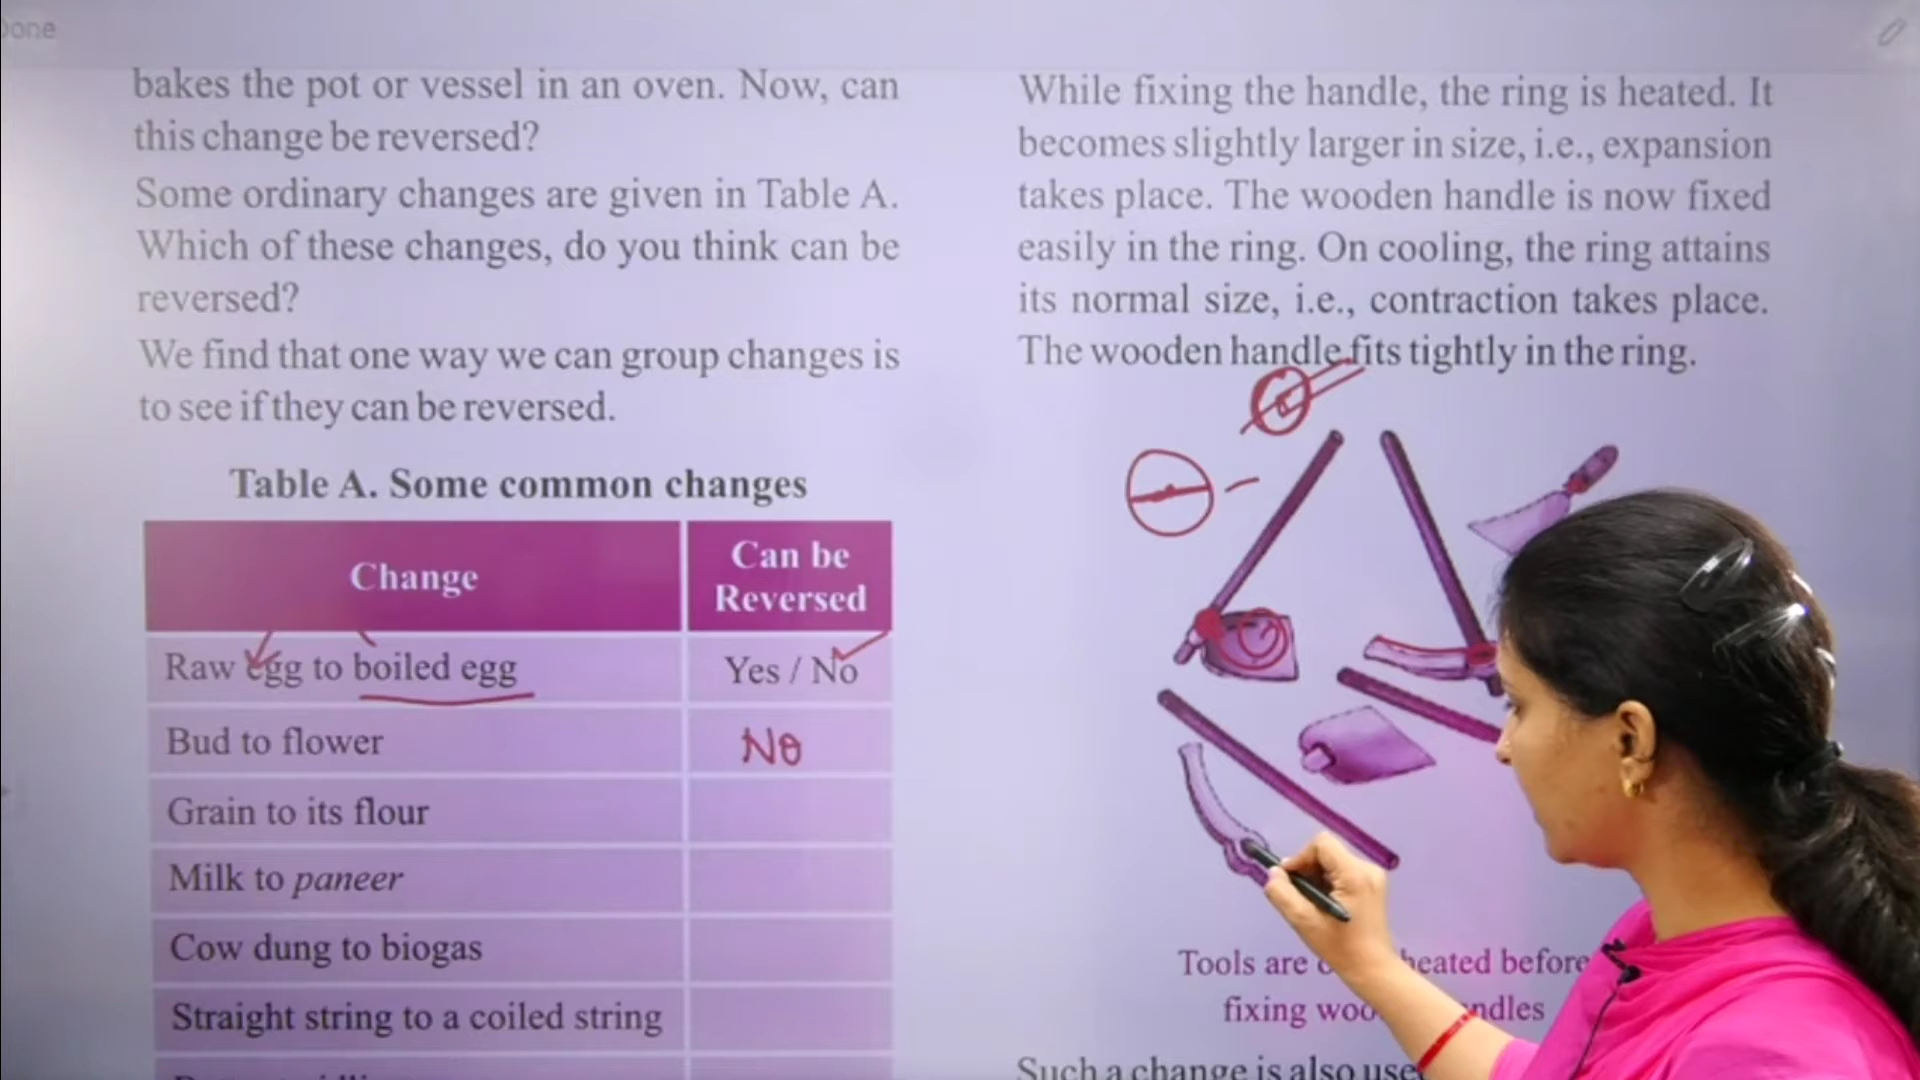 bakes the pot or vessel in an oven. Now, can
this change be reversed?
Some ordinary changes are given in Table A.
Which of these changes, do you think can be
reversed?
We find that one way we can group changes is
to see if they can be reversed.
Table A. Some common changes
Change
Can be
Reversed
Raw egg to boiled egg
Yes / No
Bud to flower
No
Grain to its flour
Milk to paneer
Cow dung to biogas
Straight string to a coiled string
While fixing the handle, the ring is heated. It
becomes slightly larger in size, i.e., expansion
takes place. The wooden handle is now fixed
easily in the ring. On cooling, the ring attains
its normal size, i.e., contraction takes place.
The wooden handle fits tightly in the ring.
Tools are heated before
fixing
Such a change is also